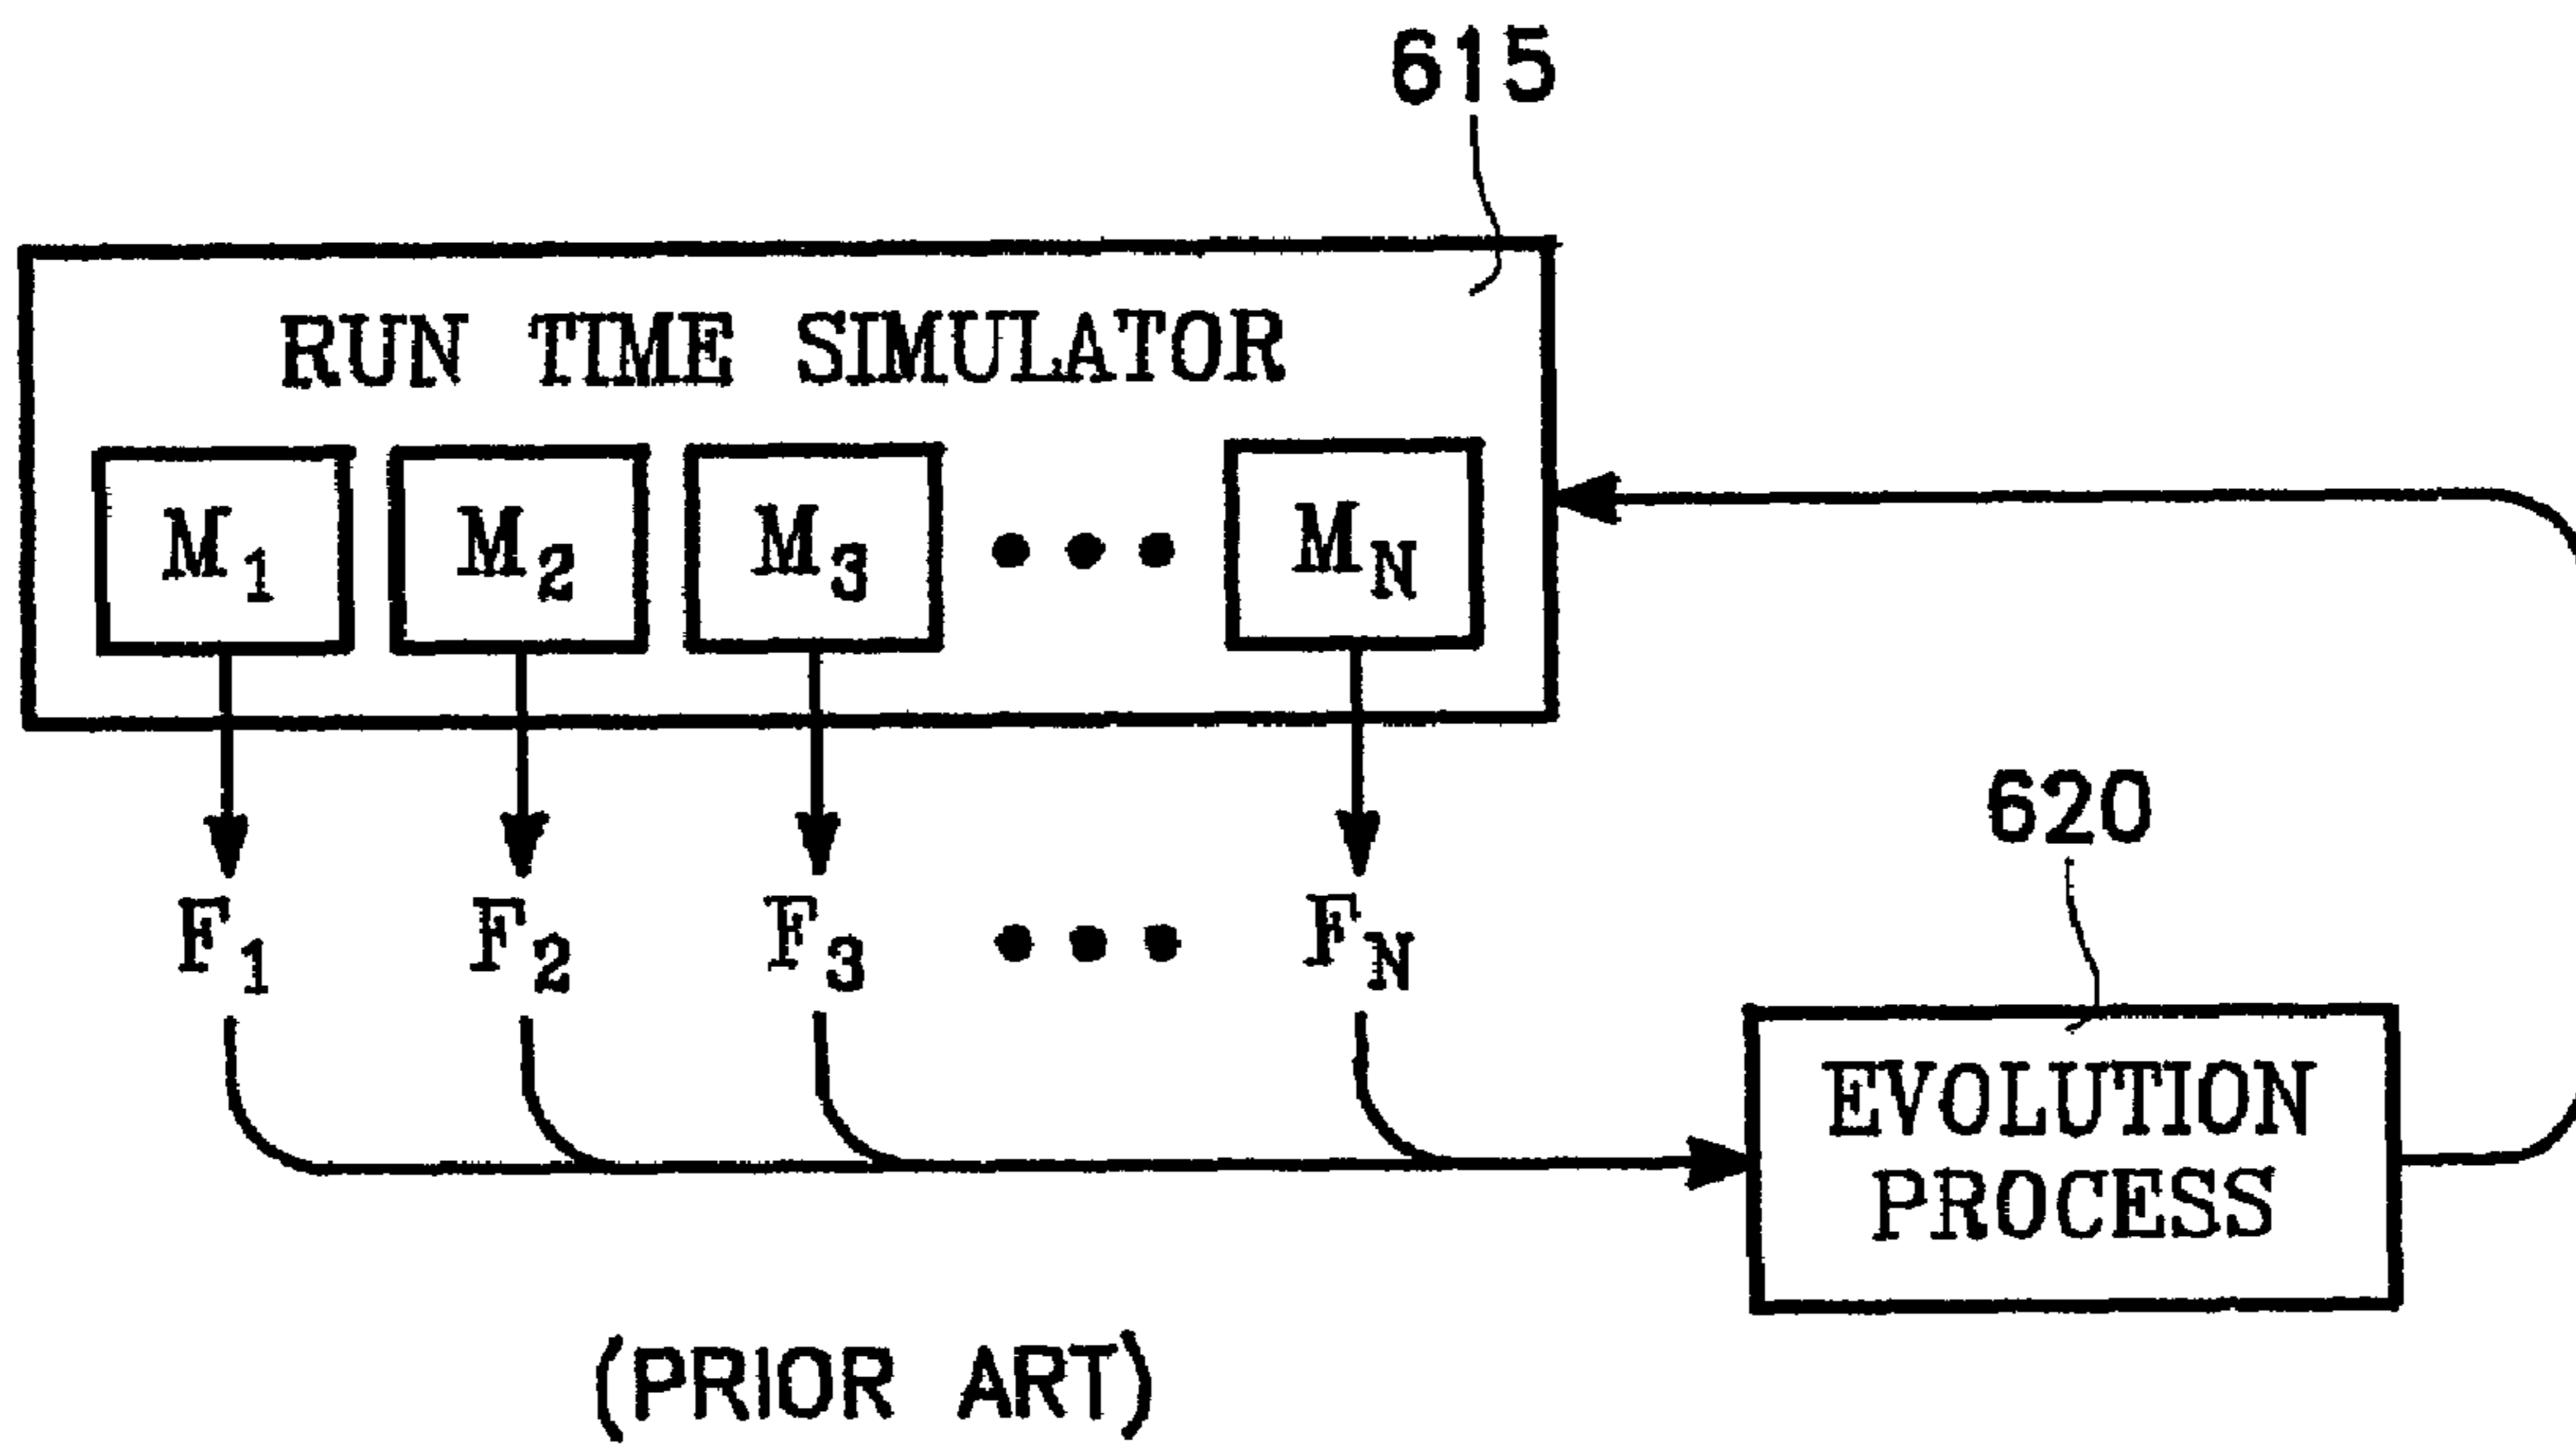 615
RUN TIME SIMULATOR
M1 M2 M3 ••• MN
F1 F2 F3 ••• FN
620
EVOLUTION
PROCESS
(PRIOR ART)